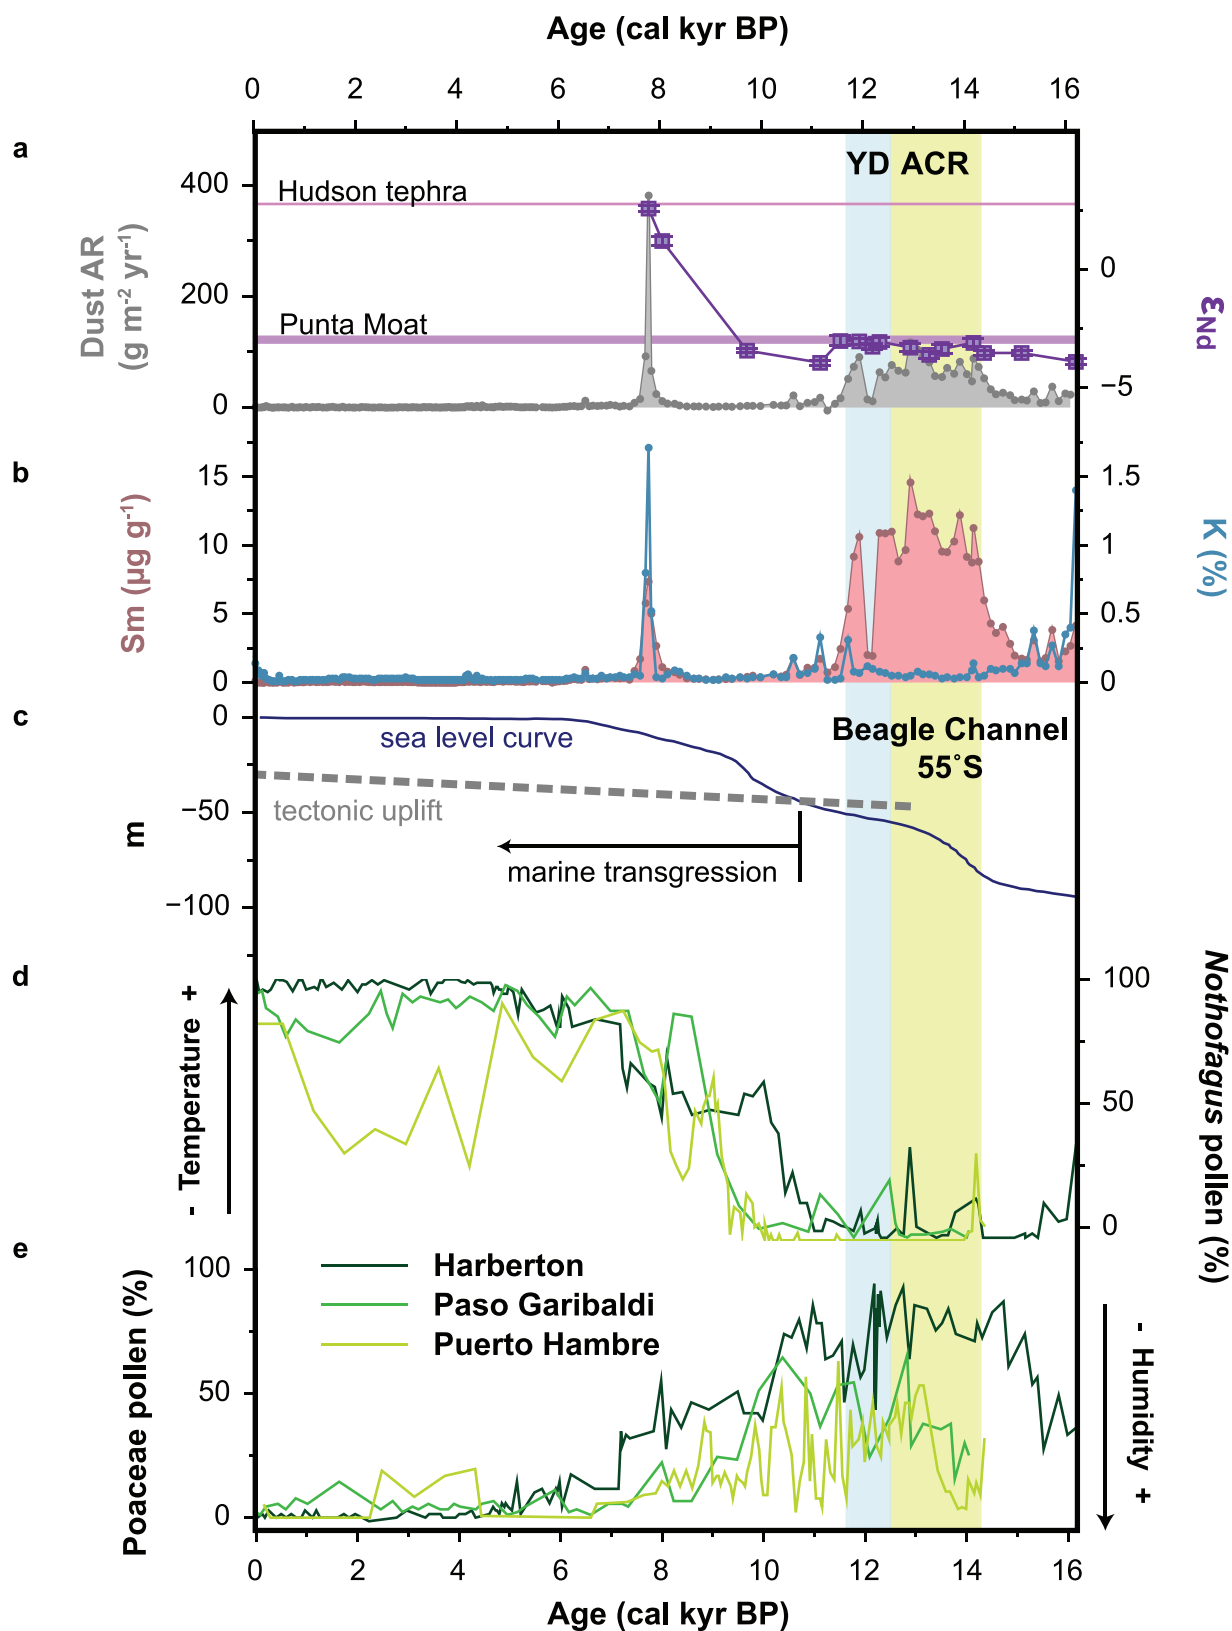 Age (cal kyr BP)
0 2 4 6 8 10 12 14 16
a
YD ACR
400
200
0
Dust AR
(g m-2 yr-1)
Hudson tephra
Punta Moat
0
−5
εNd
b
15
10
5
0
Sm (µg g-1)
1.5
1
0.5
0
K (%)
c
0
−50
−100
m
sea level curve
tectonic uplift
marine transgression
Beagle Channel
55°S
d
- Temperature +
100
50
0
Nothofagus pollen (%)
e
100
50
0
Poaceae pollen (%)
Harberton
Paso Garibaldi
Puerto Hambre
- Humidity +
0 2 4 6 8 10 12 14 16
Age (cal kyr BP)